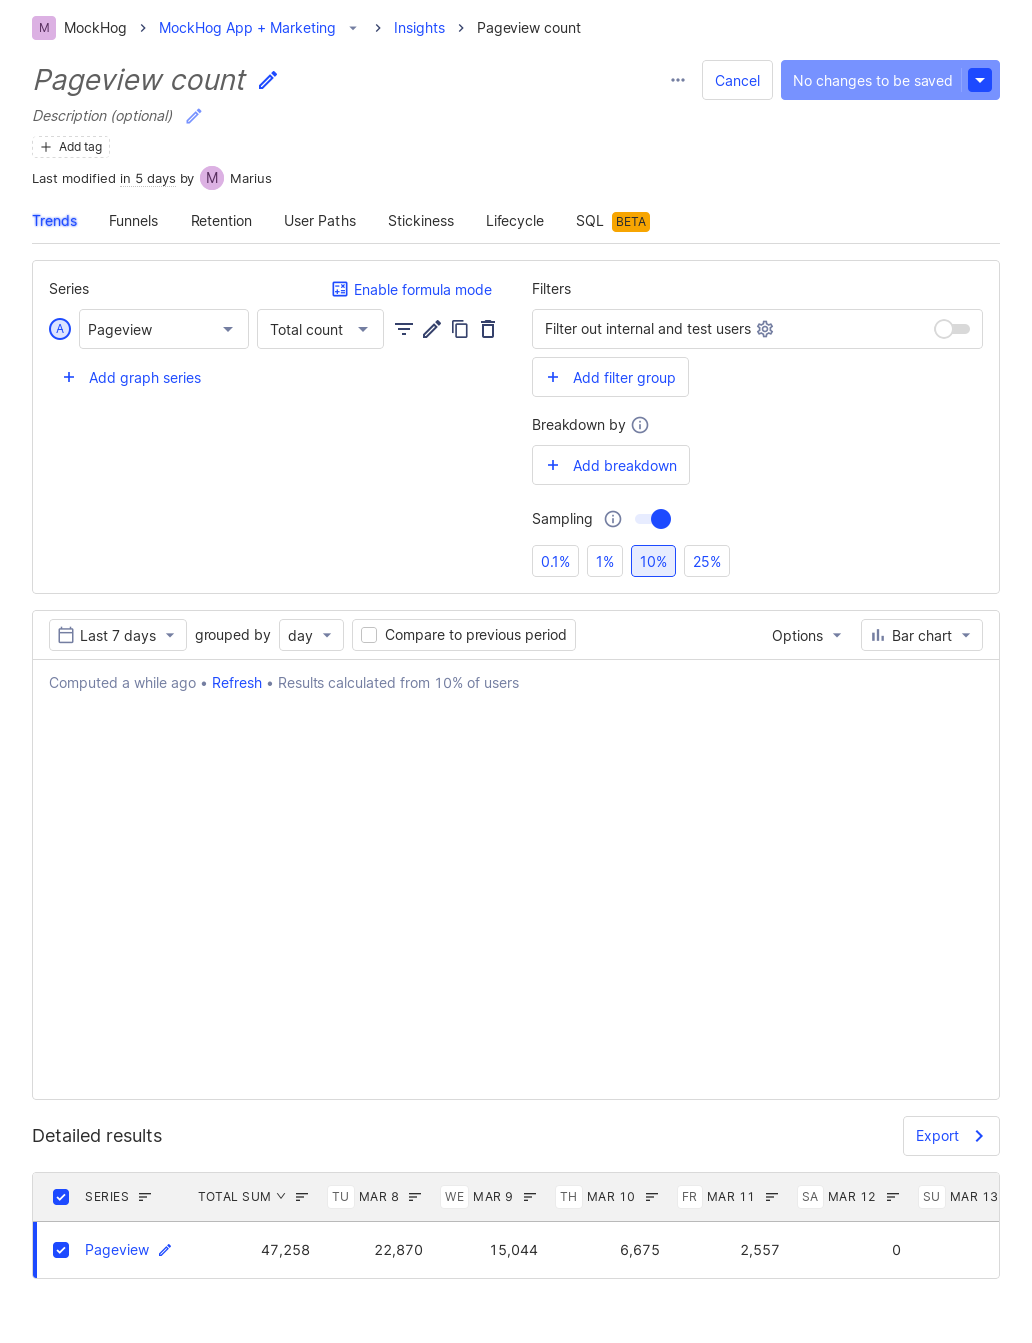 M MockHog > MockHog App + Marketing > Insights > Pageview count
Pageview count
Cancel
No changes to be saved
Description (optional)
Add tag
Last modified in 5 days by M Marius
Trends Funnels Retention User Paths Stickiness Lifecycle SQL BETA
Series
Enable formula mode
A Pageview Total count
Add graph series
Filters
Filter out internal and test users
Add filter group
Breakdown by
Add breakdown
Sampling
0.1% 1% 10% 25%
Last 7 days grouped by day Compare to previous period Options Bar chart
Computed a while ago • Refresh • Results calculated from 10% of users
Detailed results
Export
SERIES TOTAL SUM TU MAR 8 WE MAR 9 TH MAR 10 FR MAR 11 SA MAR 12 SU MAR 13
Pageview 47,258 22,870 15,044 6,675 2,557 0